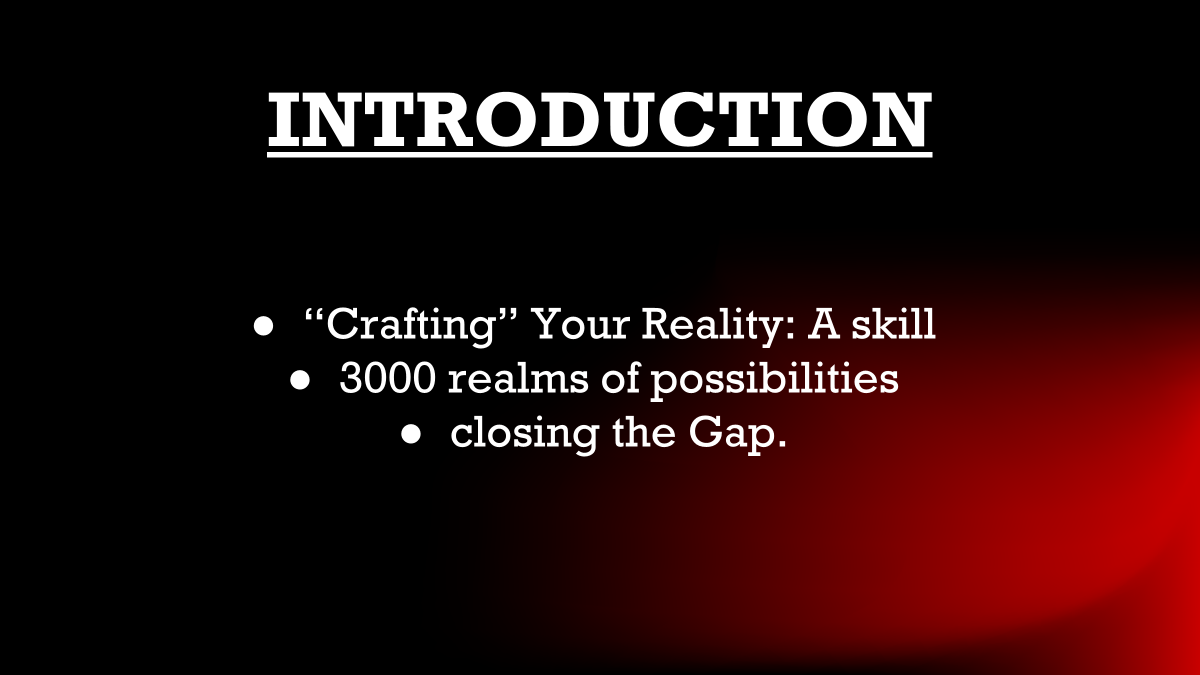 INTRODUCTION
● “Crafting” Your Reality: A skill
● 3000 realms of possibilities
● closing the Gap.